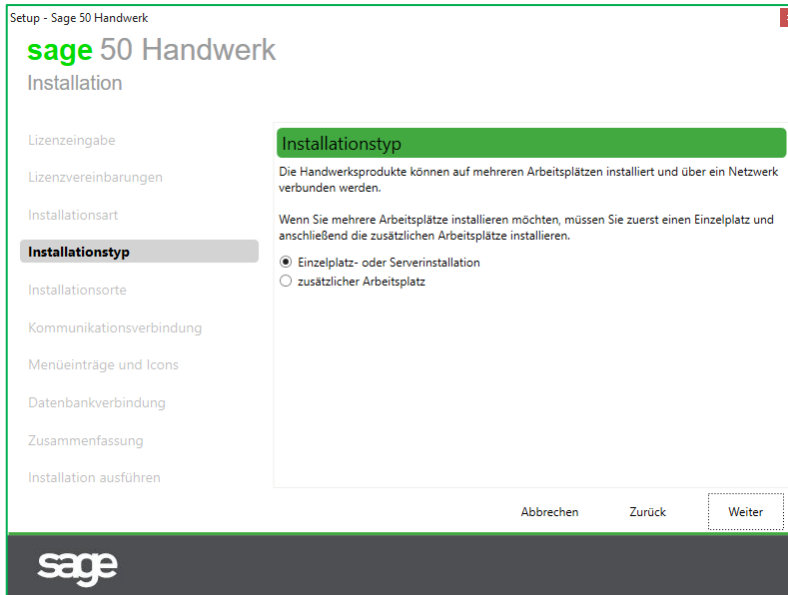 Setup - Sage 50 Handwerk
sage 50 Handwerk
Installation
Lizenzeingabe
Lizenzvereinbarungen
Installationsart
Installationstyp
Installationsorte
Kommunikationsverbindung
Menüeinträge und Icons
Datenbankverbindung
Zusammenfassung
Installation ausführen
Installationstyp
Die Handwerksprodukte können auf mehreren Arbeitsplätzen installiert und über ein Netzwerk
verbunden werden.
Wenn Sie mehrere Arbeitsplätze installieren möchten, müssen Sie zuerst einen Einzelplatz und
anschließend die zusätzlichen Arbeitsplätze installieren.
Einzelplatz- oder Serverinstallation
zusätzlicher Arbeitsplatz
Abbrechen Zurück Weiter
sage